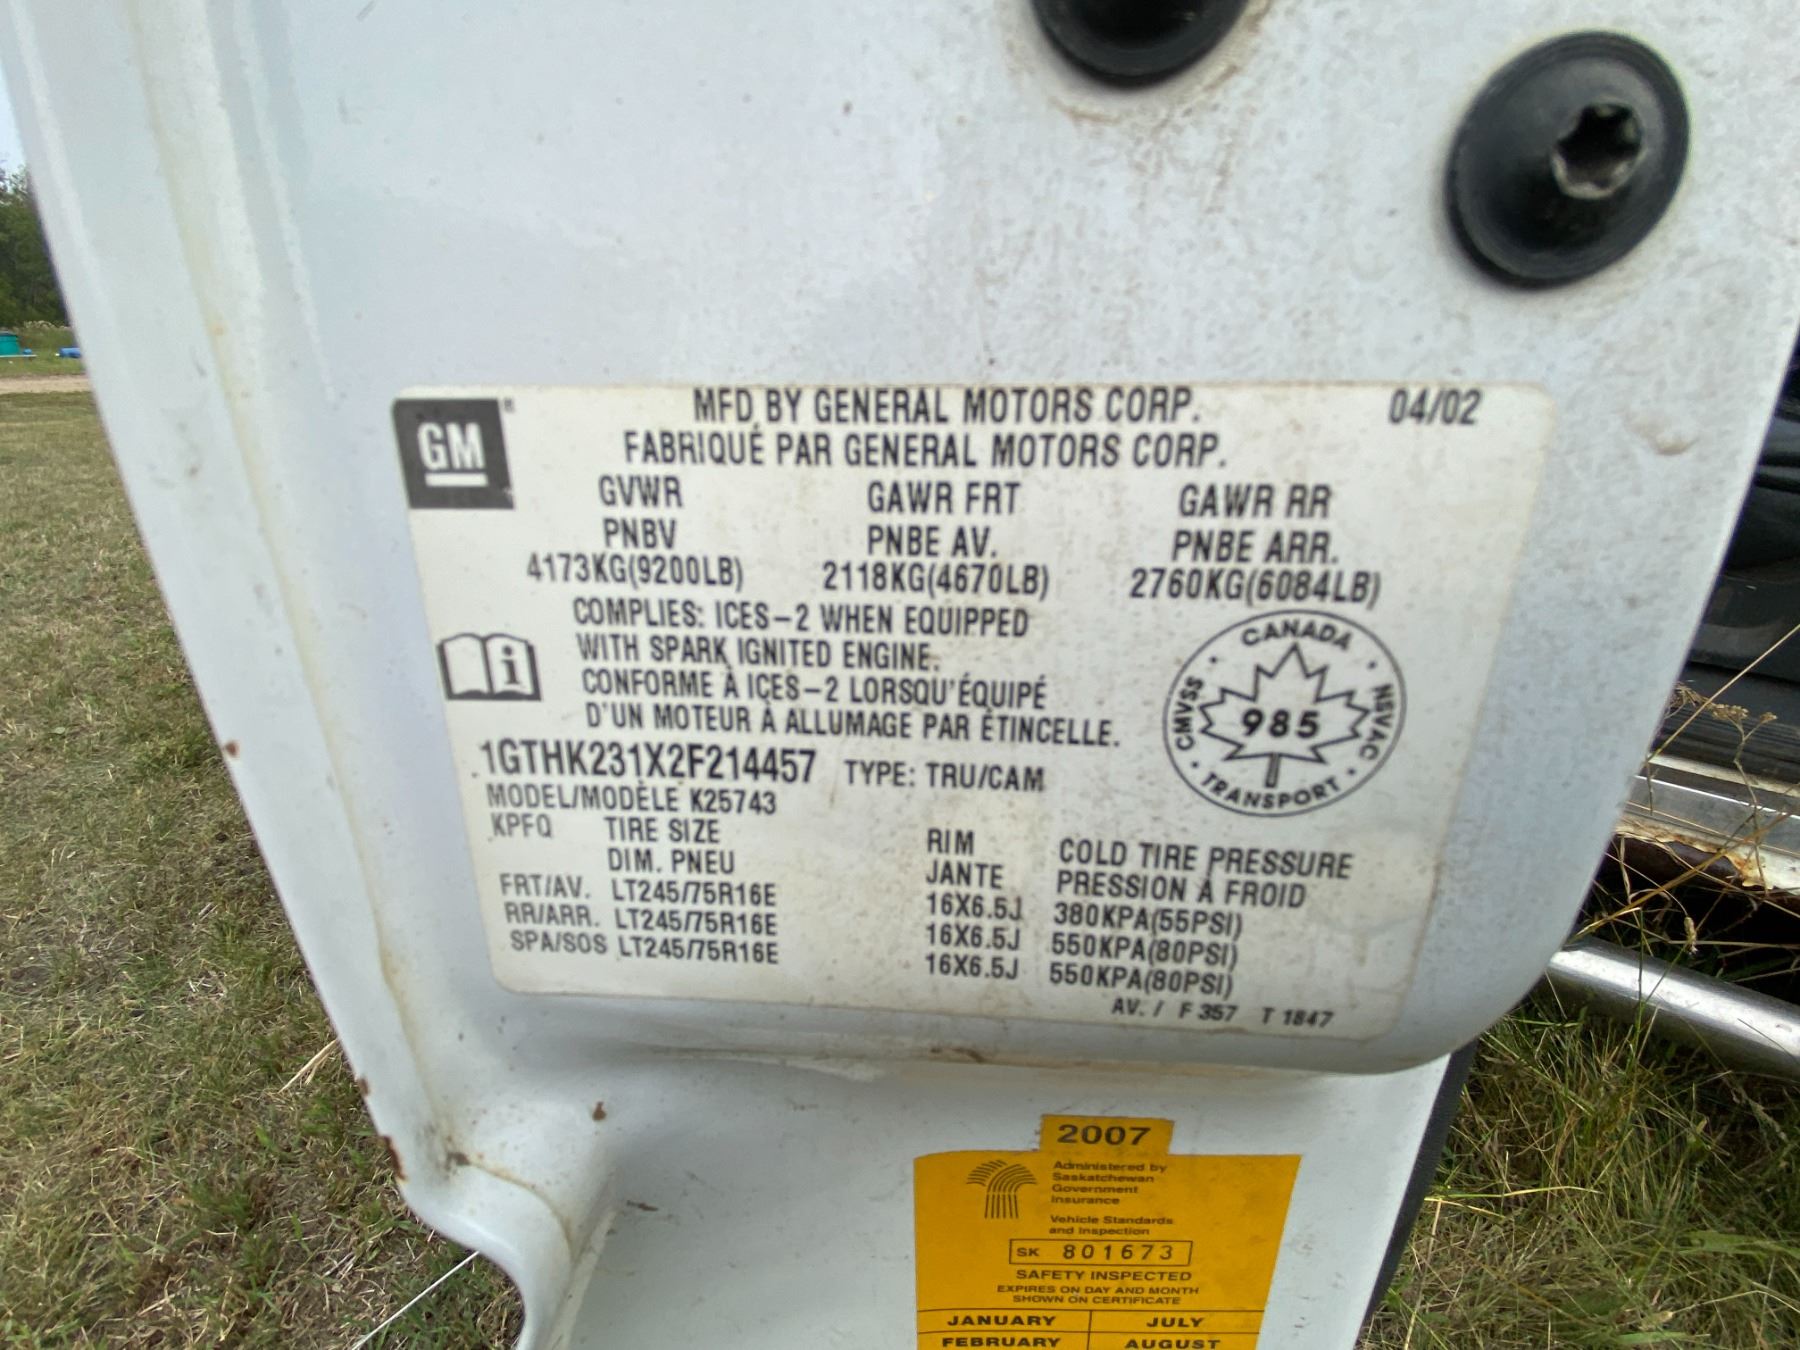 GM
MFD BY GENERAL MOTORS CORP. 04/02
FABRIQUÉ PAR GENERAL MOTORS CORP.
GVWR GAWR FRT GAWR RR
PNBV PNBE AV. PNBE ARR.
4173KG(9200LB) 2118KG(4670LB) 2760KG(6084LB)
COMPLIES: ICES-2 WHEN EQUIPPED
WITH SPARK IGNITED ENGINE.
CONFORME À ICES-2 LORSQU'ÉQUIPÉ
D'UN MOTEUR À ALLUMAGE PAR ÉTINCELLE.
CANADA
CMVSS 985 NSVAC
TRANSPORT
1GTHK231X2F214457 TYPE: TRU/CAM
MODEL/MODÈLE K25743
KPFQ TIRE SIZE RIM COLD TIRE PRESSURE
DIM. PNEU JANTE PRESSION À FROID
FRT/AV. LT245/75R16E 16X6.5J 380KPA(55PSI)
RR/ARR. LT245/75R16E 16X6.5J 550KPA(80PSI)
SPA/SOS LT245/75R16E 16X6.5J 550KPA(80PSI)
AV. / F 357 T 1847
2007
Administered by
Saskatchewan
Government
Insurance
Vehicle Standards
and Inspection
SK 801673
SAFETY INSPECTED
EXPIRES ON DAY AND MONTH
SHOWN ON CERTIFICATE
JANUARY JULY
FEBRUARY AUGUST